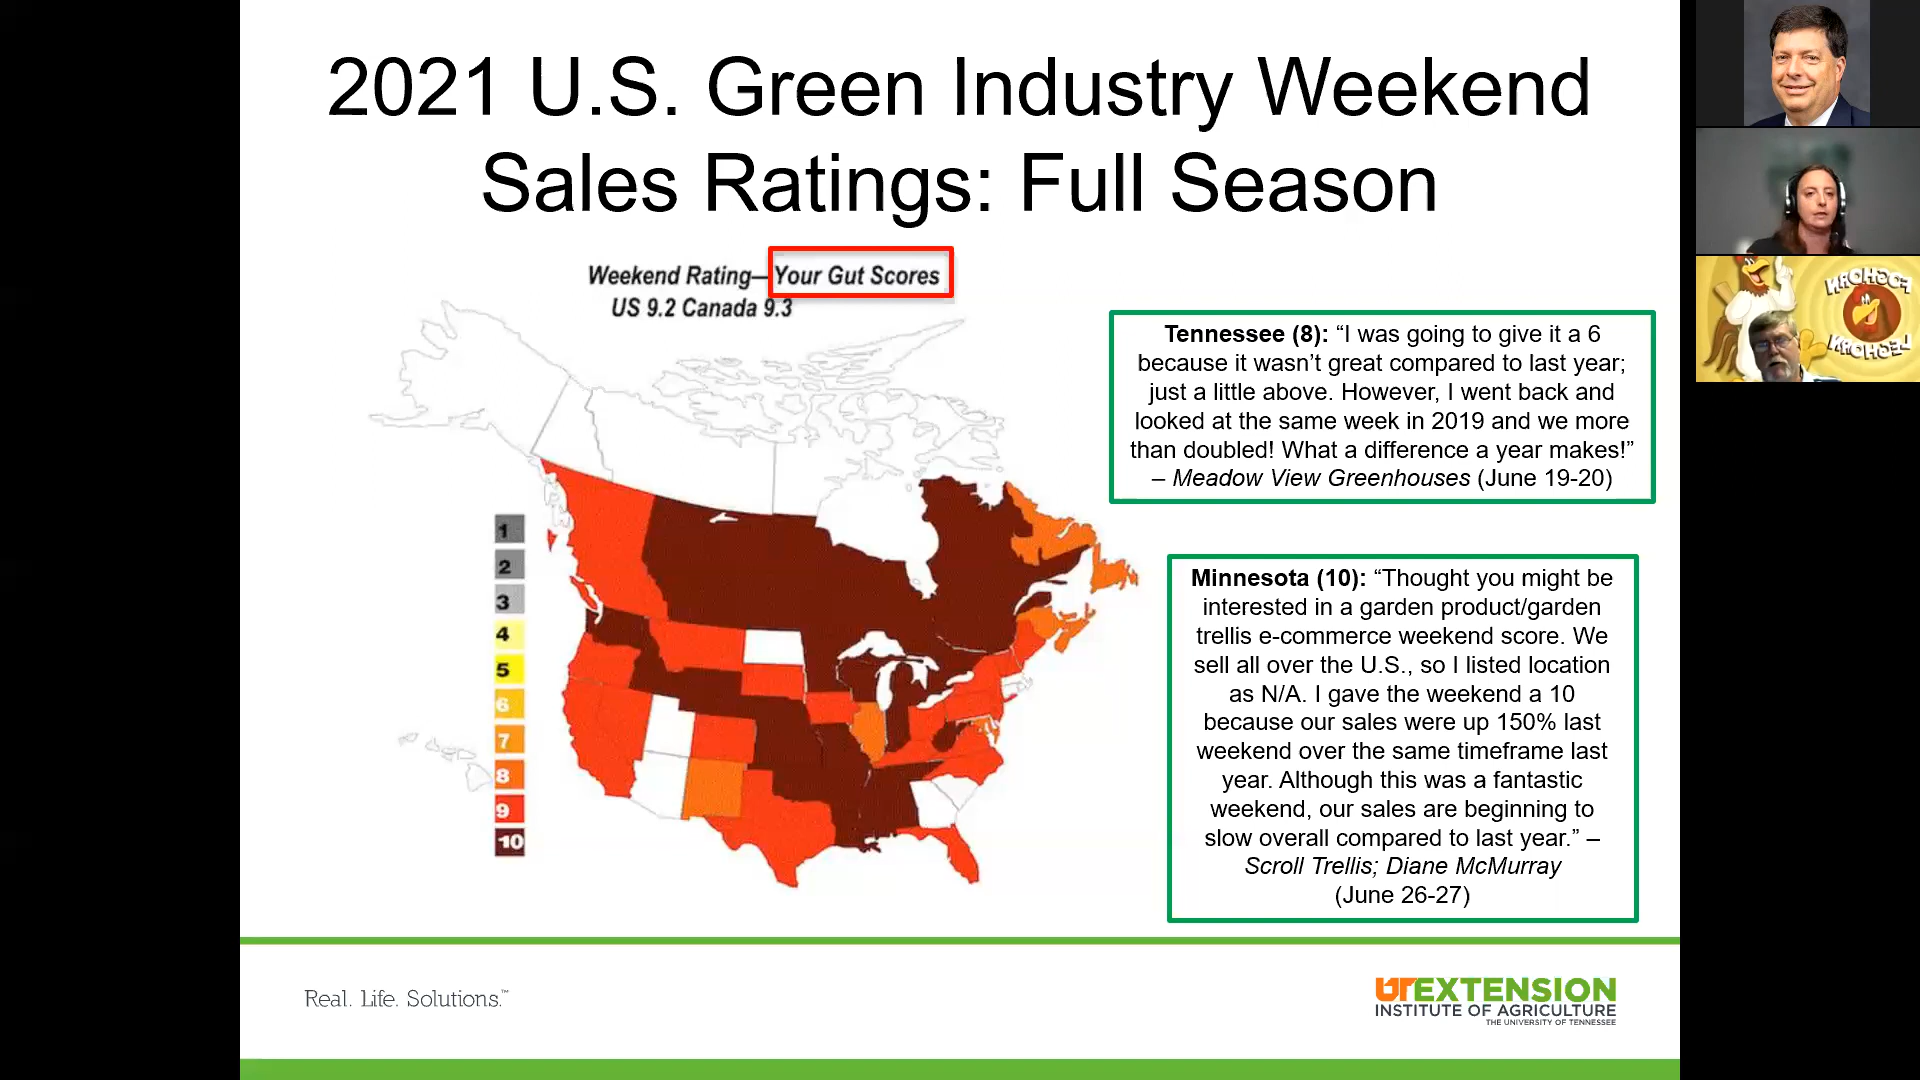 2021 U.S. Green Industry Weekend
Sales Ratings: Full Season
Weekend Rating—Your Gut Scores
US 9.2 Canada 9.3
1
2
3
4
5
6
7
8
9
10
Tennessee (8): “I was going to give it a 6
because it wasn’t great compared to last year;
just a little above. However, I went back and
looked at the same week in 2019 and we more
than doubled! What a difference a year makes!”
– Meadow View Greenhouses (June 19-20)
Minnesota (10): “Thought you might be
interested in a garden product/garden
trellis e-commerce weekend score. We
sell all over the U.S., so I listed location
as N/A. I gave the weekend a 10
because our sales were up 150% last
weekend over the same timeframe last
year. Although this was a fantastic
weekend, our sales are beginning to
slow overall compared to last year.” –
Scroll Trellis; Diane McMurray
(June 26-27)
Real. Life. Solutions.™
UT EXTENSION
INSTITUTE OF AGRICULTURE
THE UNIVERSITY OF TENNESSEE
FOGHORN
LEGHORN